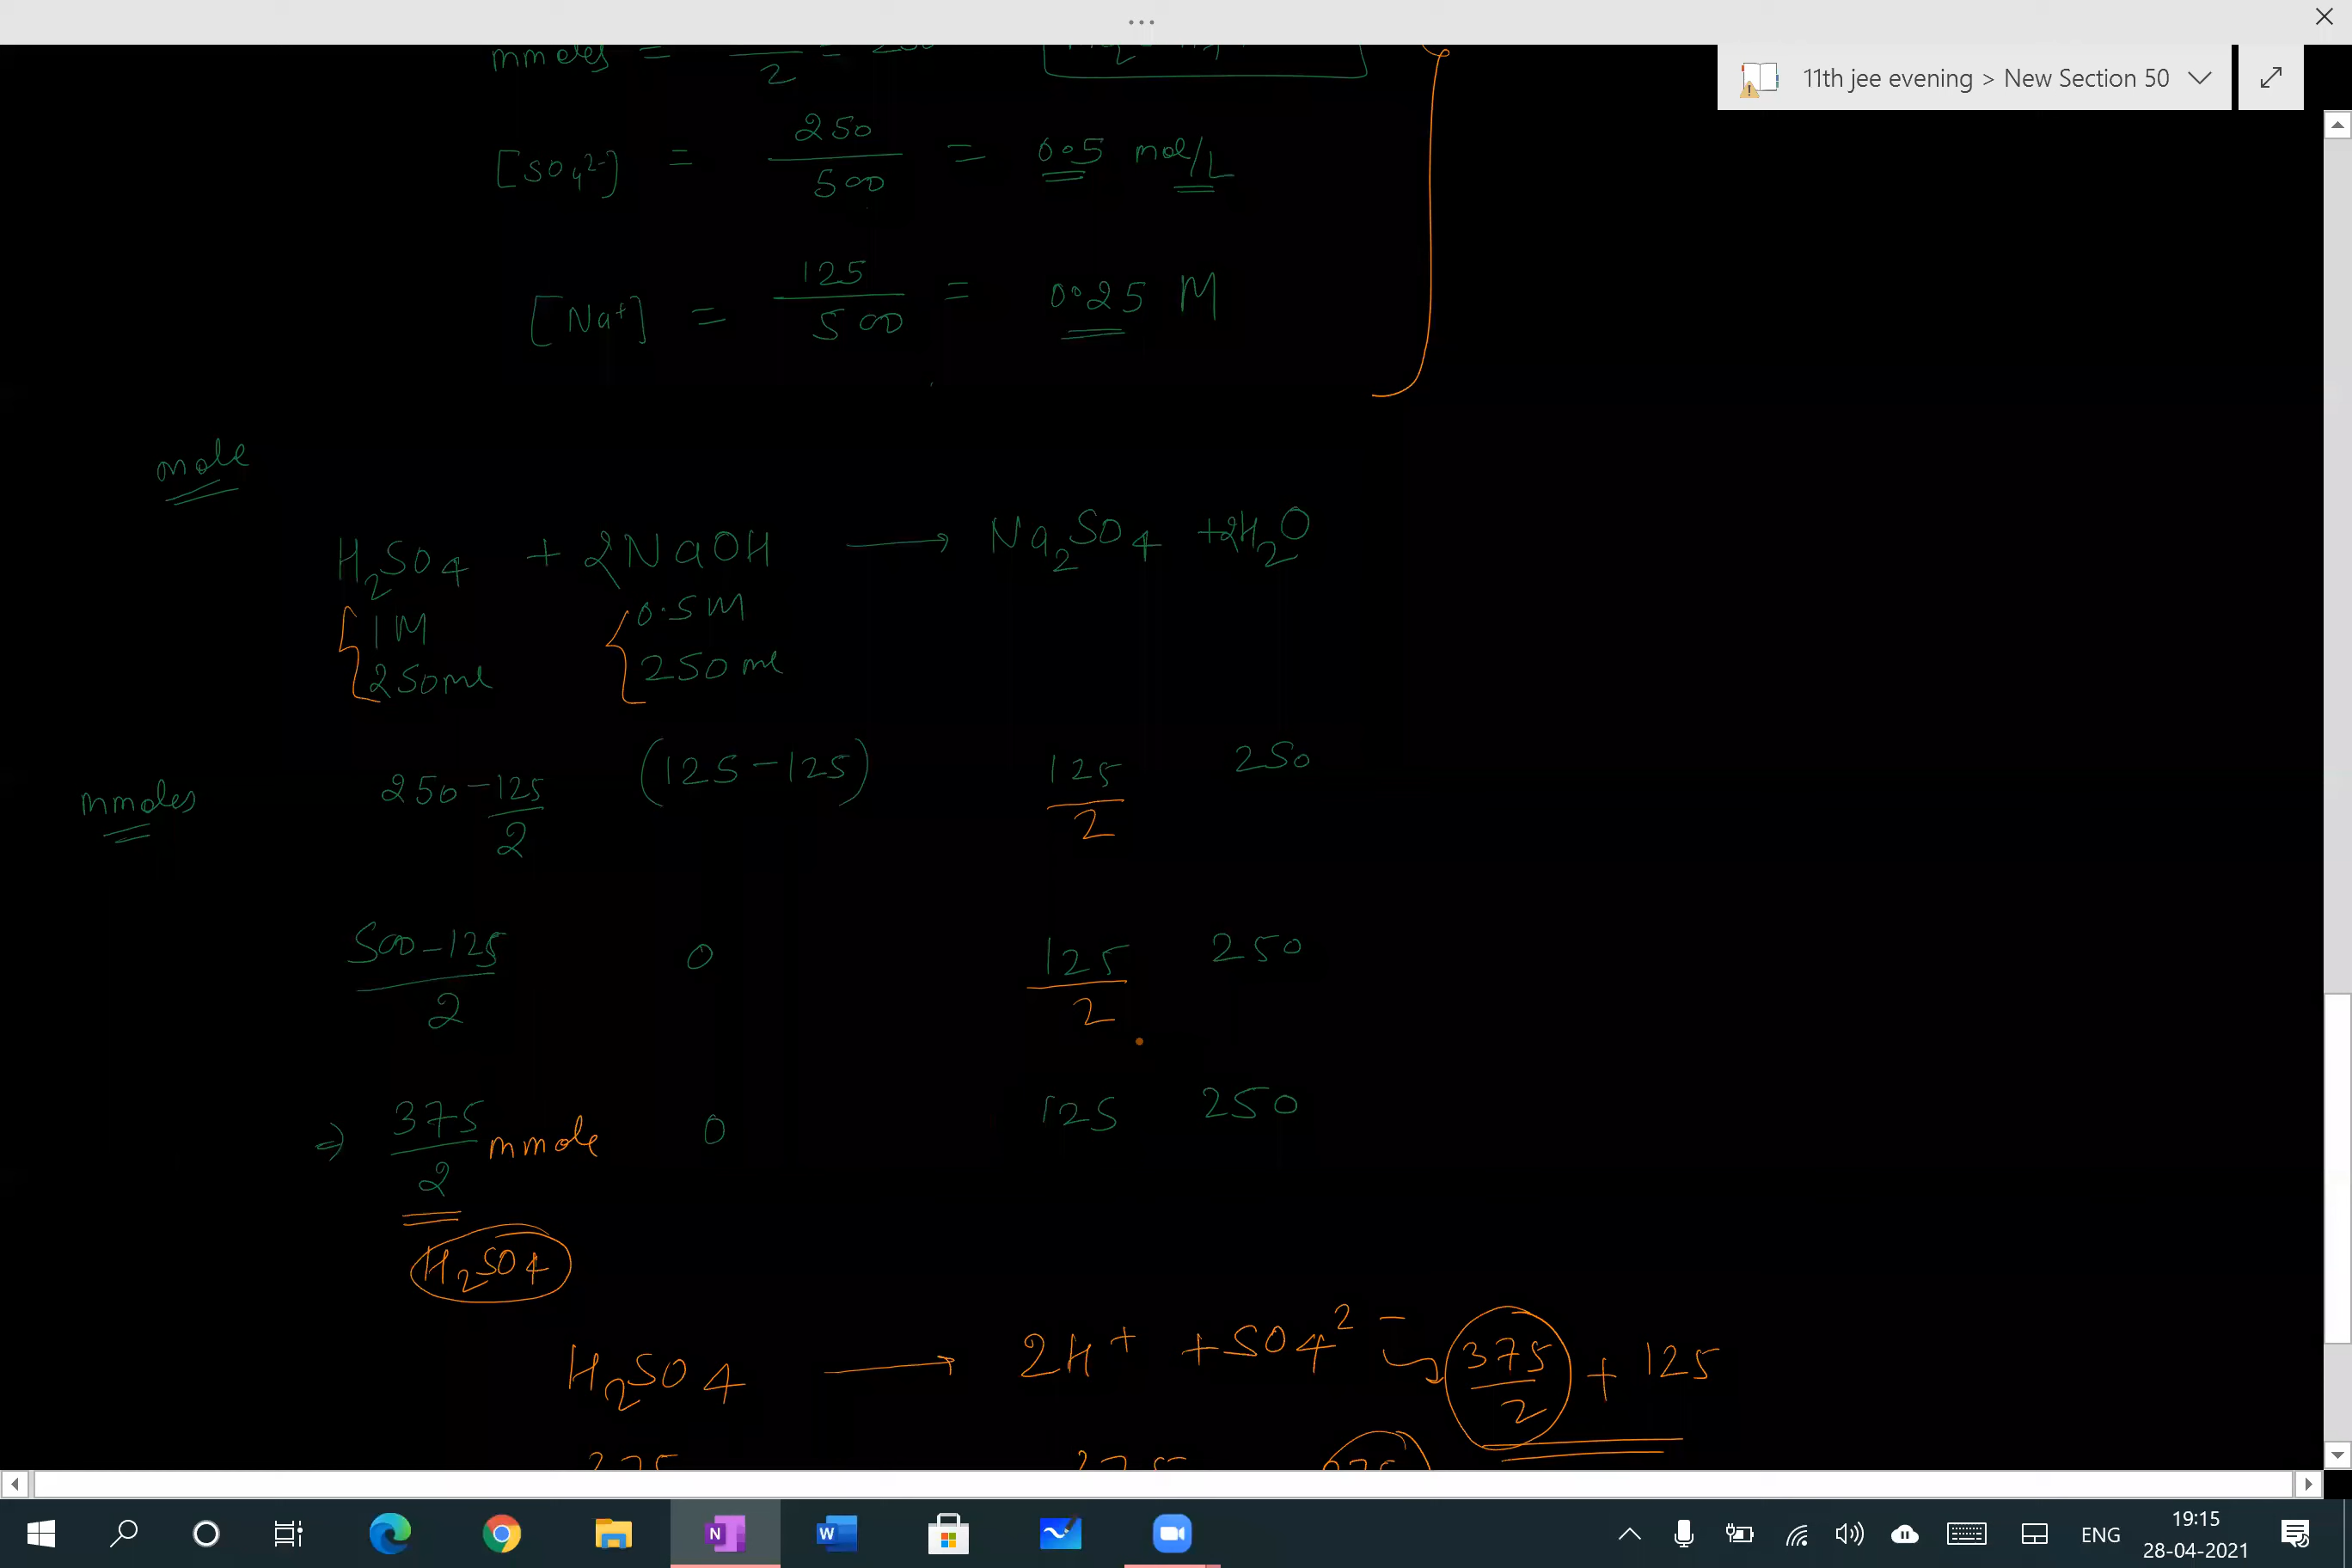 ...
11th jee evening > New Section 50
mmoles = /2 =
[SO4^2-] = 250/500 = 0.5 mol/L
[Na+] = 125/500 = 0.25 M
mole
H2SO4 + 2NaOH ⟶ Na2SO4 + 2H2O
1M 0.5M
250ml 250ml
mmoles 250 - 125/2 (125-125) 125/2 250
500-125/2 0 125/2 250
⇒ 375/2 mmole 0 125 250
H2SO4
H2SO4 ⟶ 2H+ + SO4^2- 375/2 + 125
ENG
19:15
28-04-2021